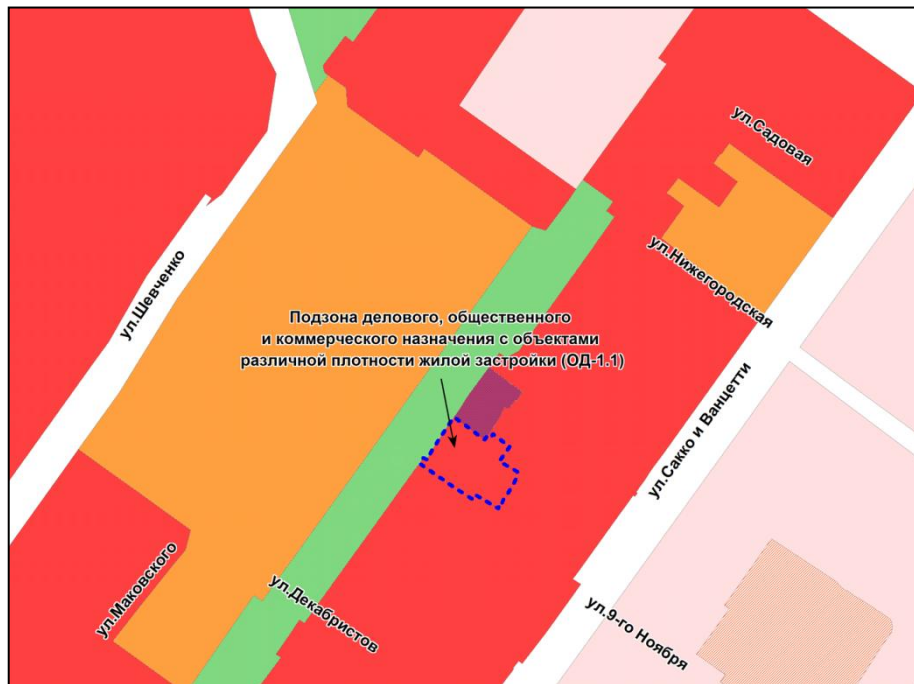 ул.Садовая
ул.Нижегородская
ул.Шевченко
Подзона делового, общественного
и коммерческого назначения с объектами
различной плотности жилой застройки (ОД-1.1)
ул.Сакко и Ванцетти
ул.Маковского
ул.Декабристов
ул.9-го Ноября